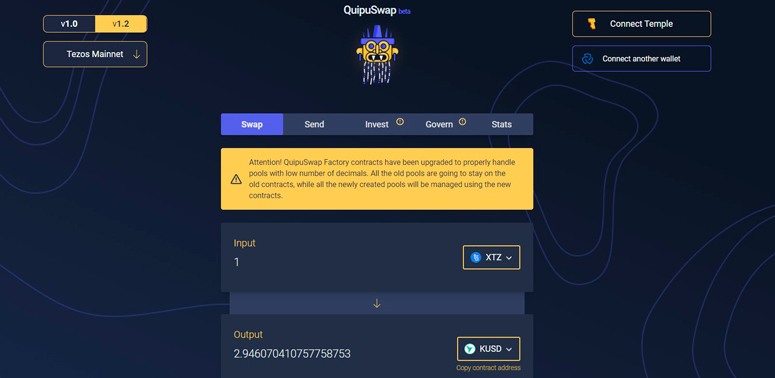 QuipuSwap beta
v1.0 v1.2
Connect Temple
Tezos Mainnet
Connect another wallet
Swap Send Invest Govern Stats
Attention! QuipuSwap Factory contracts have been upgraded to properly handle
pools with low number of decimals. All the old pools are going to stay on the
old contracts, while all the newly created pools will be managed using the new
contracts.
Input
1 XTZ
Output
2.946070410757758753 KUSD
Copy contract address